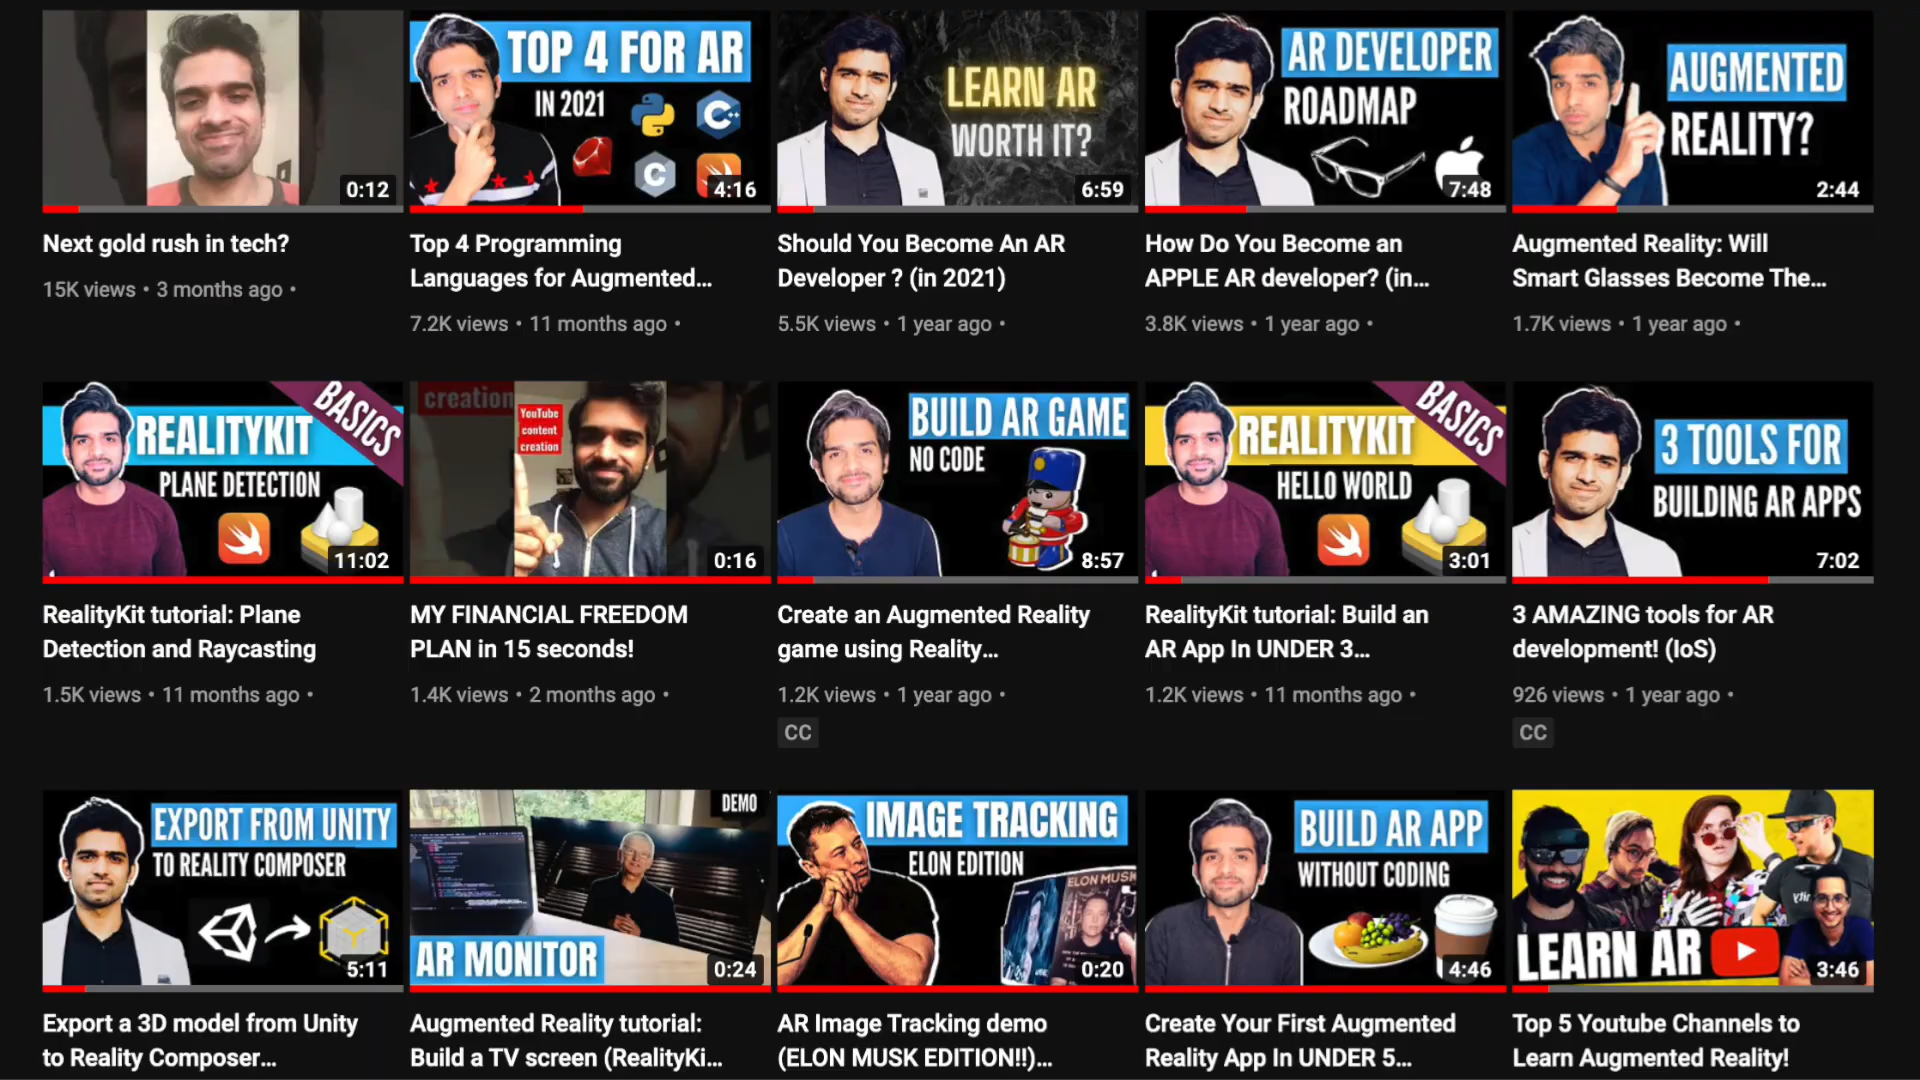 0:12
TOP 4 FOR AR
IN 2021
C++
C
4:16
LEARN AR
WORTH IT?
6:59
AR DEVELOPER
ROADMAP
7:48
AUGMENTED
REALITY?
2:44
Next gold rush in tech?
15K views • 3 months ago •
Top 4 Programming
Languages for Augmented...
7.2K views • 11 months ago •
Should You Become An AR
Developer ? (in 2021)
5.5K views • 1 year ago •
How Do You Become an
APPLE AR developer? (in...
3.8K views • 1 year ago •
Augmented Reality: Will
Smart Glasses Become The...
1.7K views • 1 year ago •
BASICS
REALITYKIT
PLANE DETECTION
11:02
creation
YouTube
content
creation
0:16
BUILD AR GAME
NO CODE
8:57
BASICS
REALITYKIT
HELLO WORLD
3:01
3 TOOLS FOR
BUILDING AR APPS
7:02
RealityKit tutorial: Plane
Detection and Raycasting
1.5K views • 11 months ago •
MY FINANCIAL FREEDOM
PLAN in 15 seconds!
1.4K views • 2 months ago •
Create an Augmented Reality
game using Reality...
1.2K views • 1 year ago •
CC
RealityKit tutorial: Build an
AR App In UNDER 3...
1.2K views • 11 months ago •
3 AMAZING tools for AR
development! (IoS)
926 views • 1 year ago •
CC
EXPORT FROM UNITY
TO REALITY COMPOSER
5:11
DEMO
AR MONITOR
0:24
IMAGE TRACKING
ELON EDITION
ELON MUSK
0:20
BUILD AR APP
WITHOUT CODING
4:46
LEARN AR
3:46
Export a 3D model from Unity
to Reality Composer...
Augmented Reality tutorial:
Build a TV screen (RealityKi...
AR Image Tracking demo
(ELON MUSK EDITION!!)...
Create Your First Augmented
Reality App In UNDER 5...
Top 5 Youtube Channels to
Learn Augmented Reality!